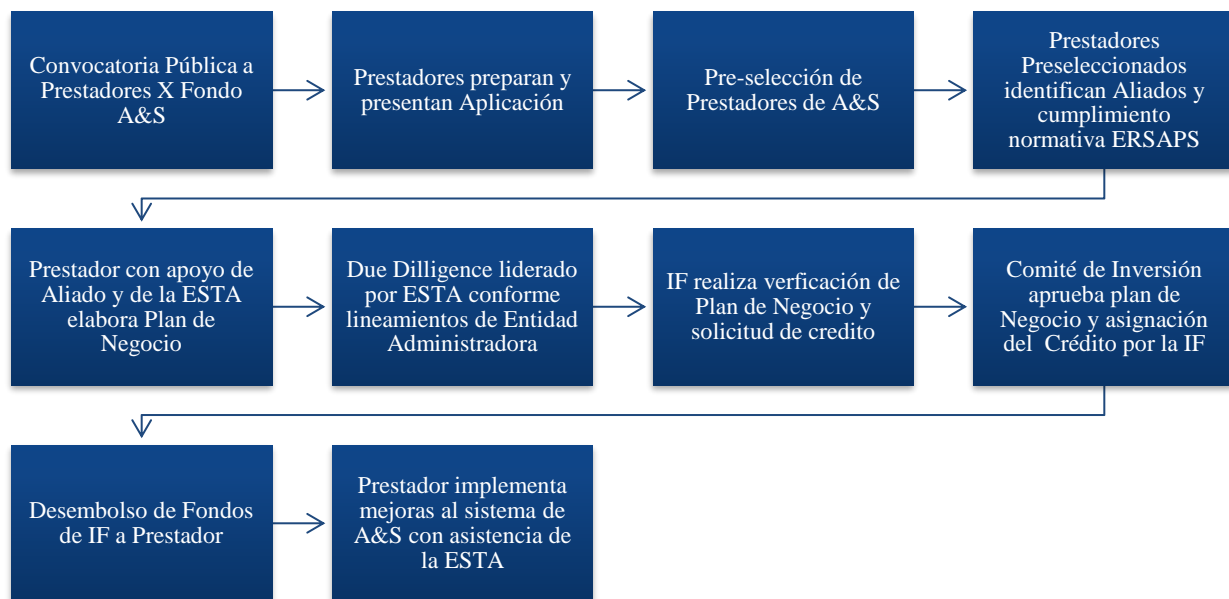 Convocatoria Pública a
Prestadores X Fondo
A&S
Prestadores preparan y
presentan Aplicación
Pre-selección de
Prestadores de A&S
Prestadores
Preseleccionados
identifican Aliados y
cumplimiento
normativa ERSAPS
Prestador con apoyo de
Aliado y de la ESTA
elabora Plan de
Negocio
Due Dilligence liderado
por ESTA conforme
lineamientos de Entidad
Administradora
IF realiza verficación de
Plan de Negocio y
solicitud de credito
Comité de Inversión
aprueba plan de
Negocio y asignación
del Crédito por la IF
Desembolso de Fondos
de IF a Prestador
Prestador implementa
mejoras al sistema de
A&S con asistencia de
la ESTA